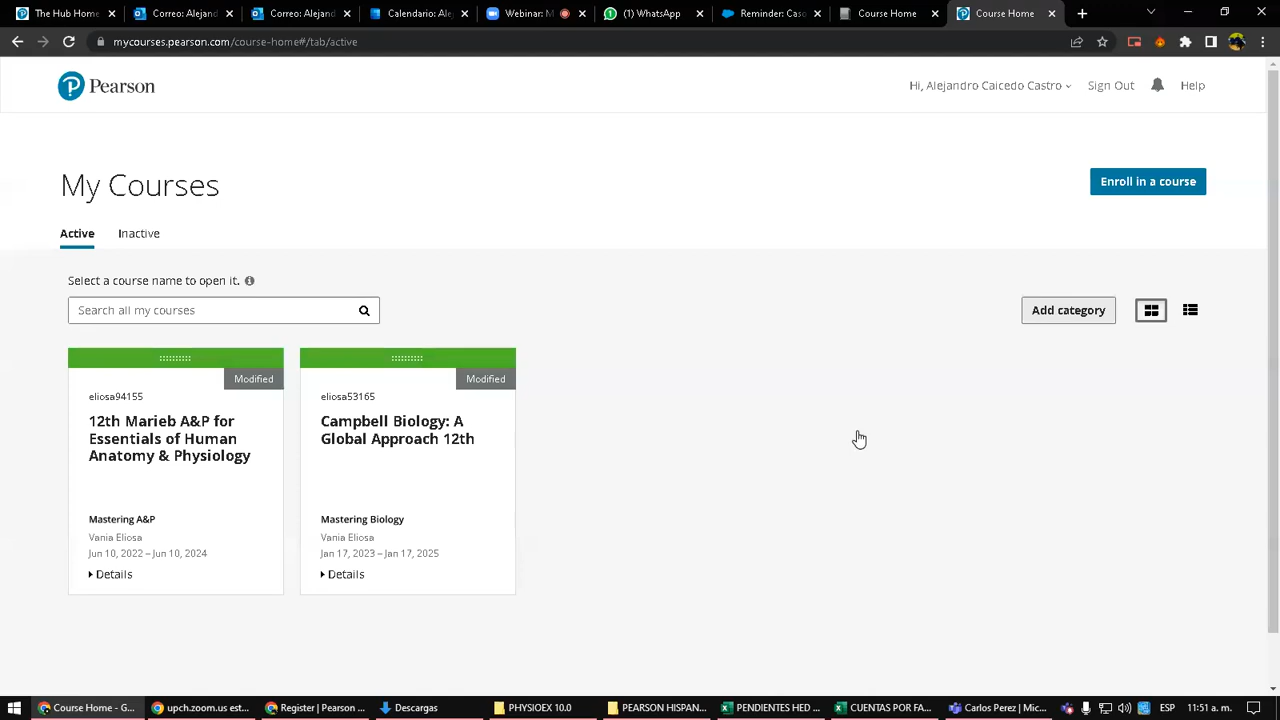 The Hub Home
Correo: Alejand
Correo: Alejand
Calendario: Ale
Webinar: M
(1) WhatsApp
Reminder: Caso
Course Home
Course Home
mycourses.pearson.com/course-home#/tab/active
Pearson
Hi, Alejandro Caicedo Castro
Sign Out
Help
My Courses
Enroll in a course
Active
Inactive
Select a course name to open it.
Search all my courses
Add category
Modified
eliosa94155
12th Marieb A&P for
Essentials of Human
Anatomy & Physiology
Mastering A&P
Vania Eliosa
Jun 10, 2022 – Jun 10, 2024
Details
Modified
eliosa53165
Campbell Biology: A
Global Approach 12th
Mastering Biology
Vania Eliosa
Jan 17, 2023 – Jan 17, 2025
Details
Course Home - G...
upch.zoom.us est...
Register | Pearson ...
Descargas
PHYSIOEX 10.0
PEARSON HISPAN...
PENDIENTES HED ...
CUENTAS POR FA...
Carlos Perez | Mic...
ESP
11:51 a. m.